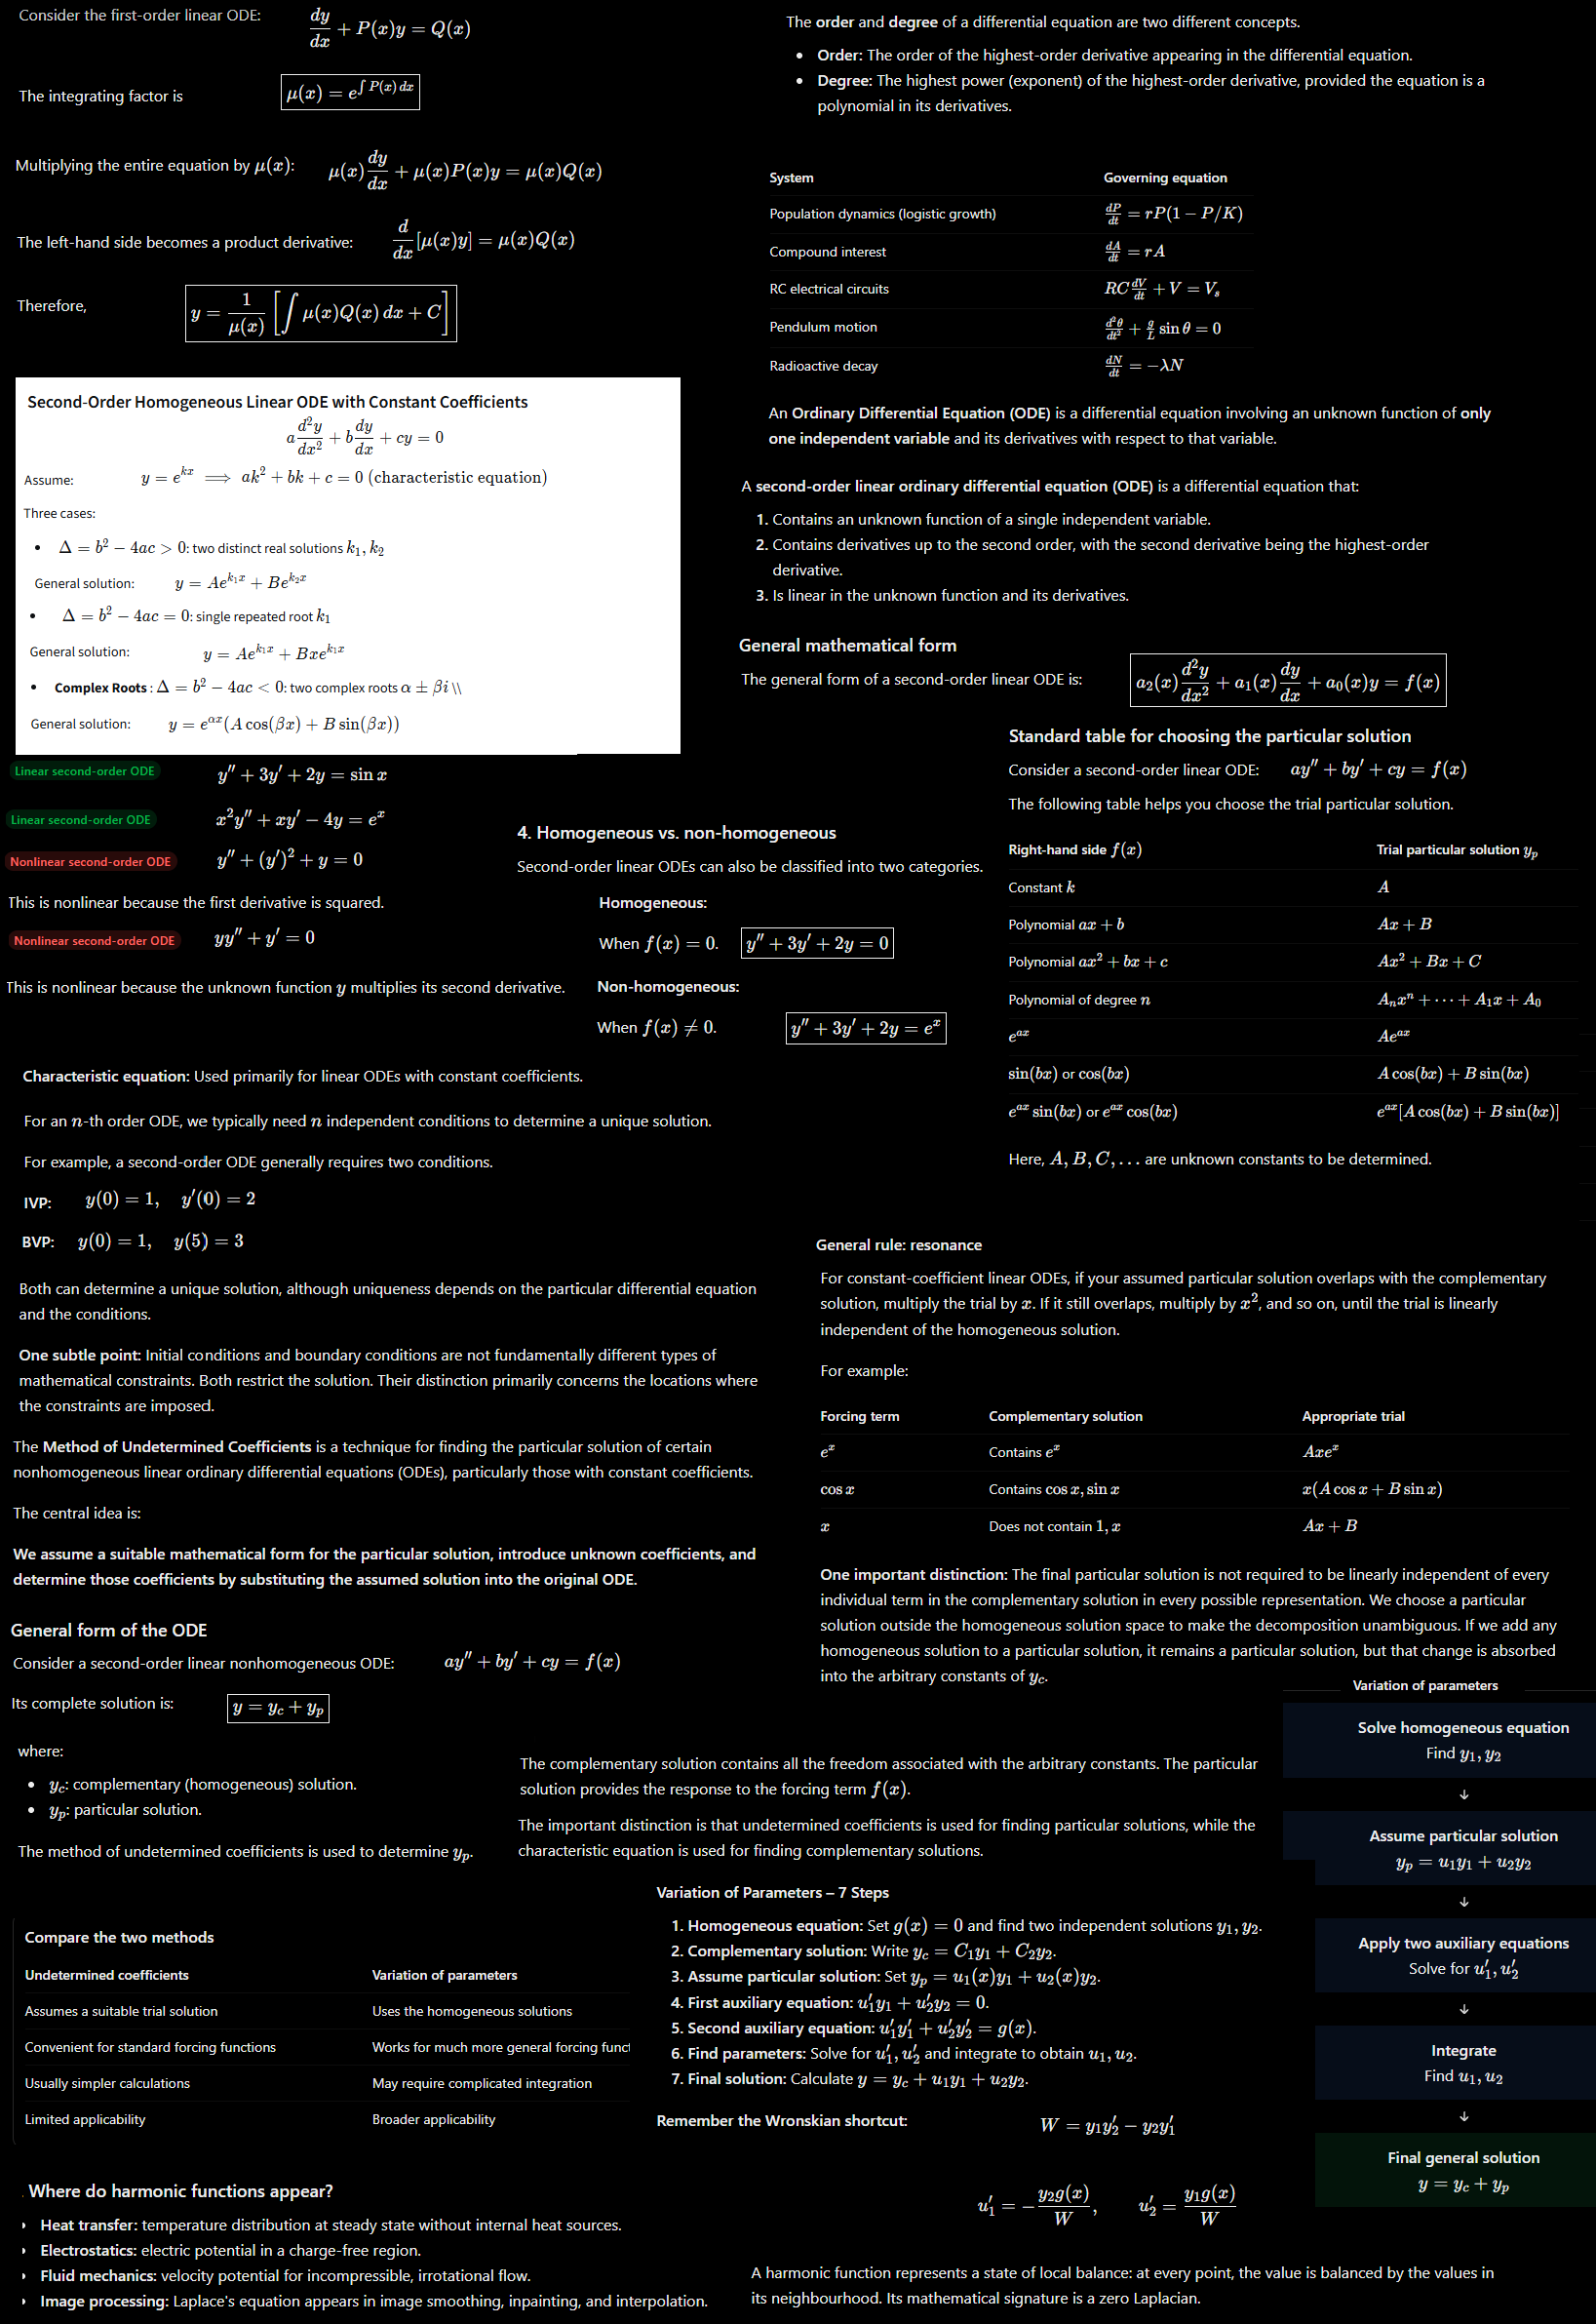 Consider the first-order linear ODE: dy/dx + P(x)y = Q(x)
The integrating factor is μ(x) = e^{∫ P(x) dx}
Multiplying the entire equation by μ(x): μ(x) dy/dx + μ(x)P(x)y = μ(x)Q(x)
The left-hand side becomes a product derivative: d/dx [μ(x)y] = μ(x)Q(x)
Therefore, y = 1/μ(x) [∫ μ(x)Q(x) dx + C]
The order and degree of a differential equation are two different concepts.
• Order: The order of the highest-order derivative appearing in the differential equation.
• Degree: The highest power (exponent) of the highest-order derivative, provided the equation is a
polynomial in its derivatives.
System Governing equation
Population dynamics (logistic growth) dP/dt = rP(1 − P/K)
Compound interest dA/dt = rA
RC electrical circuits RC dV/dt + V = V_s
Pendulum motion d²θ/dt² + g/L sin θ = 0
Radioactive decay dN/dt = −λN
An Ordinary Differential Equation (ODE) is a differential equation involving an unknown function of only
one independent variable and its derivatives with respect to that variable.
Second-Order Homogeneous Linear ODE with Constant Coefficients
a d²y/dx² + b dy/dx + cy = 0
Assume: y = e^{kx} ⟹ ak² + bk + c = 0 (characteristic equation)
Three cases:
• Δ = b² − 4ac > 0: two distinct real solutions k₁, k₂
General solution: y = Ae^{k₁x} + Be^{k₂x}
• Δ = b² − 4ac = 0: single repeated root k₁
General solution: y = Ae^{k₁x} + Bxe^{k₁x}
• Complex Roots : Δ = b² − 4ac < 0: two complex roots α ± βi \\
General solution: y = e^{αx}(A cos(βx) + B sin(βx))
A second-order linear ordinary differential equation (ODE) is a differential equation that:
1. Contains an unknown function of a single independent variable.
2. Contains derivatives up to the second order, with the second derivative being the highest-order
derivative.
3. Is linear in the unknown function and its derivatives.
General mathematical form
The general form of a second-order linear ODE is: a₂(x) d²y/dx² + a₁(x) dy/dx + a₀(x)y = f(x)
Linear second-order ODE y″ + 3y′ + 2y = sin x
Linear second-order ODE x²y″ + xy′ − 4y = e^x
Nonlinear second-order ODE y″ + (y′)² + y = 0
This is nonlinear because the first derivative is squared.
Nonlinear second-order ODE yy″ + y′ = 0
This is nonlinear because the unknown function y multiplies its second derivative.
4. Homogeneous vs. non-homogeneous
Second-order linear ODEs can also be classified into two categories.
Homogeneous:
When f(x) = 0. y″ + 3y′ + 2y = 0
Non-homogeneous:
When f(x) ≠ 0. y″ + 3y′ + 2y = e^x
Standard table for choosing the particular solution
Consider a second-order linear ODE: ay″ + by′ + cy = f(x)
The following table helps you choose the trial particular solution.
Right-hand side f(x) Trial particular solution y_p
Constant k A
Polynomial ax + b Ax + B
Polynomial ax² + bx + c Ax² + Bx + C
Polynomial of degree n A_n x^n + ⋯ + A₁x + A₀
e^{ax} Ae^{ax}
sin(bx) or cos(bx) A cos(bx) + B sin(bx)
e^{ax} sin(bx) or e^{ax} cos(bx) e^{ax}[A cos(bx) + B sin(bx)]
Here, A, B, C, … are unknown constants to be determined.
Characteristic equation: Used primarily for linear ODEs with constant coefficients.
For an n-th order ODE, we typically need n independent conditions to determine a unique solution.
For example, a second-order ODE generally requires two conditions.
IVP: y(0) = 1, y′(0) = 2
BVP: y(0) = 1, y(5) = 3
Both can determine a unique solution, although uniqueness depends on the particular differential equation
and the conditions.
One subtle point: Initial conditions and boundary conditions are not fundamentally different types of
mathematical constraints. Both restrict the solution. Their distinction primarily concerns the locations where
the constraints are imposed.
The Method of Undetermined Coefficients is a technique for finding the particular solution of certain
nonhomogeneous linear ordinary differential equations (ODEs), particularly those with constant coefficients.
The central idea is:
We assume a suitable mathematical form for the particular solution, introduce unknown coefficients, and
determine those coefficients by substituting the assumed solution into the original ODE.
General form of the ODE
Consider a second-order linear nonhomogeneous ODE: ay″ + by′ + cy = f(x)
Its complete solution is: y = y_c + y_p
where:
• y_c: complementary (homogeneous) solution.
• y_p: particular solution.
The method of undetermined coefficients is used to determine y_p.
General rule: resonance
For constant-coefficient linear ODEs, if your assumed particular solution overlaps with the complementary
solution, multiply the trial by x. If it still overlaps, multiply by x², and so on, until the trial is linearly
independent of the homogeneous solution.
For example:
Forcing term Complementary solution Appropriate trial
e^x Contains e^x Axe^x
cos x Contains cos x, sin x x(A cos x + B sin x)
x Does not contain 1, x Ax + B
One important distinction: The final particular solution is not required to be linearly independent of every
individual term in the complementary solution in every possible representation. We choose a particular
solution outside the homogeneous solution space to make the decomposition unambiguous. If we add any
homogeneous solution to a particular solution, it remains a particular solution, but that change is absorbed
into the arbitrary constants of y_c.
The complementary solution contains all the freedom associated with the arbitrary constants. The particular
solution provides the response to the forcing term f(x).
The important distinction is that undetermined coefficients is used for finding particular solutions, while the
characteristic equation is used for finding complementary solutions.
Variation of parameters
Solve homogeneous equation
Find y₁, y₂
↓
Assume particular solution
y_p = u₁y₁ + u₂y₂
↓
Apply two auxiliary equations
Solve for u₁′, u₂′
↓
Integrate
Find u₁, u₂
↓
Final general solution
y = y_c + y_p
Compare the two methods
Undetermined coefficients Variation of parameters
Assumes a suitable trial solution Uses the homogeneous solutions
Convenient for standard forcing functions Works for much more general forcing funct
Usually simpler calculations May require complicated integration
Limited applicability Broader applicability
Variation of Parameters – 7 Steps
1. Homogeneous equation: Set g(x) = 0 and find two independent solutions y₁, y₂.
2. Complementary solution: Write y_c = C₁y₁ + C₂y₂.
3. Assume particular solution: Set y_p = u₁(x)y₁ + u₂(x)y₂.
4. First auxiliary equation: u₁′y₁ + u₂′y₂ = 0.
5. Second auxiliary equation: u₁′y₁′ + u₂′y₂′ = g(x).
6. Find parameters: Solve for u₁′, u₂′ and integrate to obtain u₁, u₂.
7. Final solution: Calculate y = y_c + u₁y₁ + u₂y₂.
Remember the Wronskian shortcut: W = y₁y₂′ − y₂y₁′
u₁′ = − y₂g(x)/W, u₂′ = y₁g(x)/W
Where do harmonic functions appear?
• Heat transfer: temperature distribution at steady state without internal heat sources.
• Electrostatics: electric potential in a charge-free region.
• Fluid mechanics: velocity potential for incompressible, irrotational flow.
• Image processing: Laplace's equation appears in image smoothing, inpainting, and interpolation.
A harmonic function represents a state of local balance: at every point, the value is balanced by the values in
its neighbourhood. Its mathematical signature is a zero Laplacian.